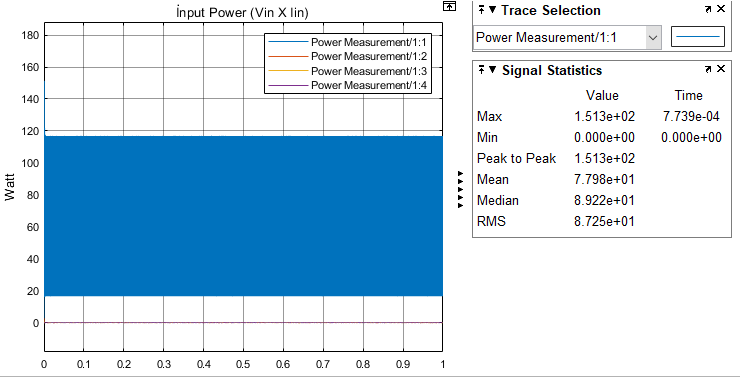 İnput Power (Vin X Iin)
Power Measurement/1:1
Power Measurement/1:2
Power Measurement/1:3
Power Measurement/1:4
180
160
140
120
100
80
60
40
20
0
Watt
0 0.1 0.2 0.3 0.4 0.5 0.6 0.7 0.8 0.9 1
Trace Selection
Power Measurement/1:1
Signal Statistics
Value Time
Max 1.513e+02 7.739e-04
Min 0.000e+00 0.000e+00
Peak to Peak 1.513e+02
Mean 7.798e+01
Median 8.922e+01
RMS 8.725e+01